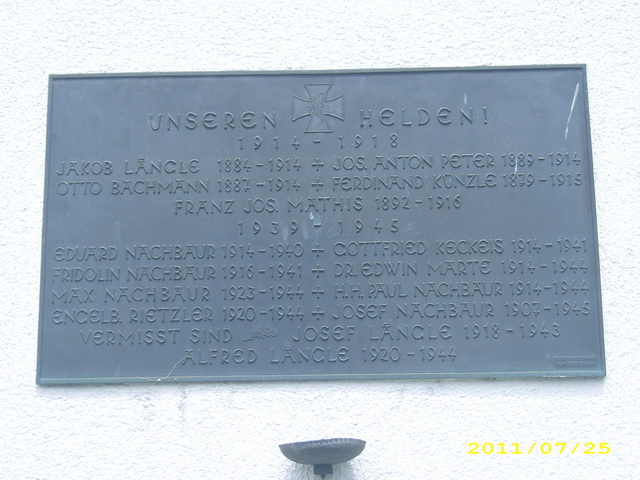 UNSEREN HELDEN!
1914 - 1918
JAKOB LÄNGLE 1884-1914 + JOS. ANTON PETER 1889-1914
OTTO BACHMANN 1887-1914 + FERDINAND KÜNZLE 1879-1915
FRANZ JOS. MATHIS 1892-1916
1939 - 1945
EDUARD NACHBAUR 1914-1940 + GOTTFRIED KECKEIS 1914-1941
FRIDOLIN NACHBAUR 1916-1941 + DR. EDWIN MARTE 1914-1944
MAX NACHBAUR 1923-1944 + H.H. PAUL NACHBAUR 1914-1944
ENGELB. RIETZLER 1920-1944 + JOSEF NACHBAUR 1907-1945
VERMISST SIND JOSEF LÄNGLE 1918-1943
ALFRED LÄNGLE 1920-1944
2011/07/25